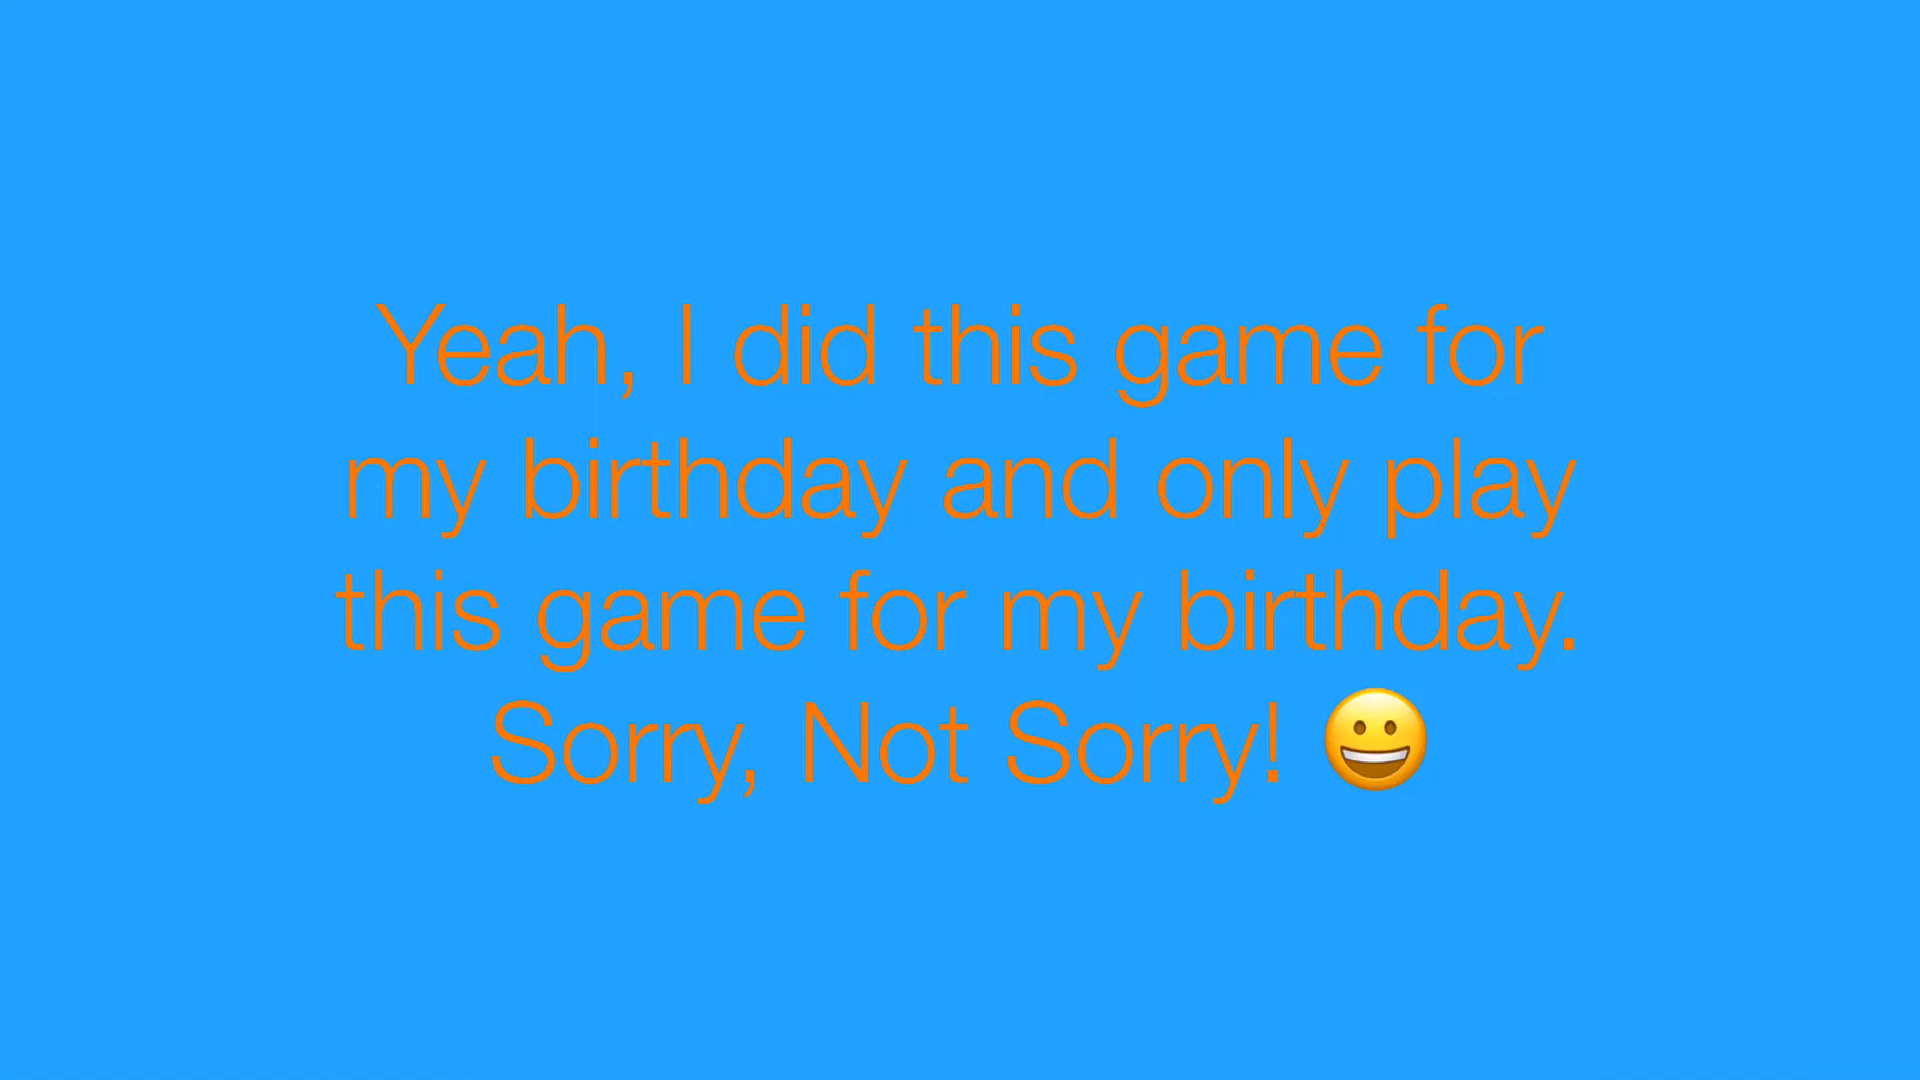 Yeah, I did this game for
my birthday and only play
this game for my birthday.
Sorry, Not Sorry! 😀